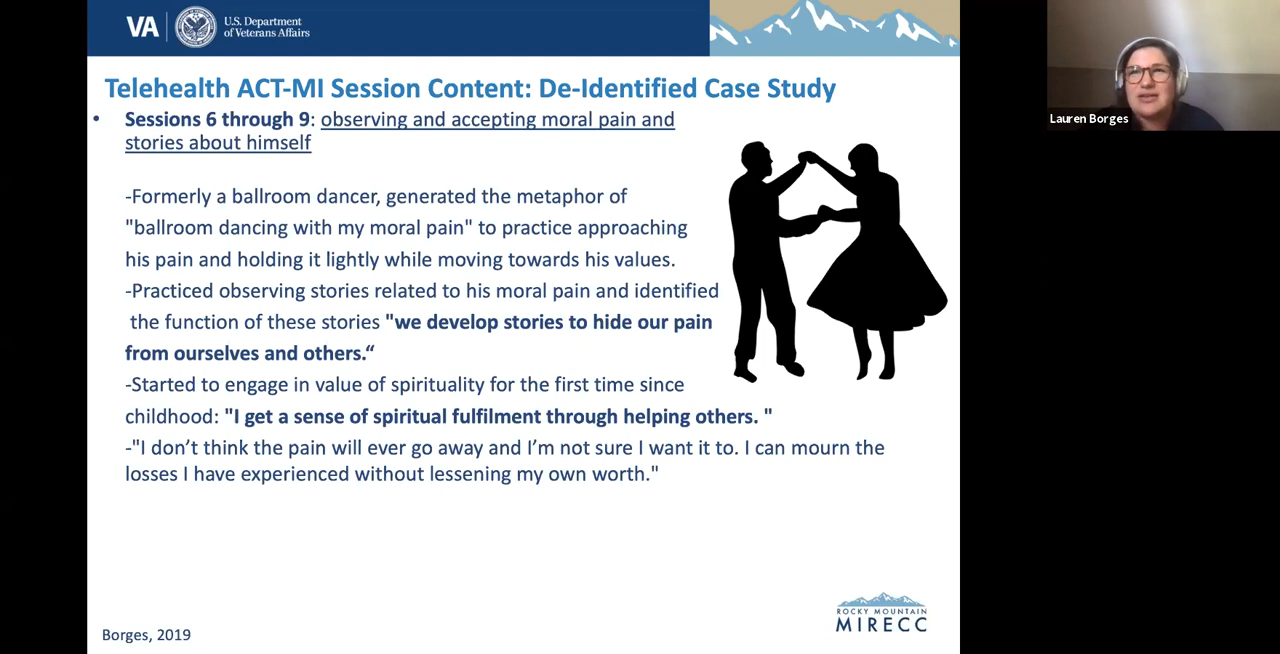 VA
U.S. Department
of Veterans Affairs
Telehealth ACT-MI Session Content: De-Identified Case Study
• Sessions 6 through 9: observing and accepting moral pain and
stories about himself
-Formerly a ballroom dancer, generated the metaphor of
"ballroom dancing with my moral pain" to practice approaching
his pain and holding it lightly while moving towards his values.
-Practiced observing stories related to his moral pain and identified
the function of these stories "we develop stories to hide our pain
from ourselves and others.“
-Started to engage in value of spirituality for the first time since
childhood: "I get a sense of spiritual fulfilment through helping others. "
-"I don’t think the pain will ever go away and I’m not sure I want it to. I can mourn the
losses I have experienced without lessening my own worth."
Borges, 2019
ROCKY MOUNTAIN
MIRECC
Lauren Borges